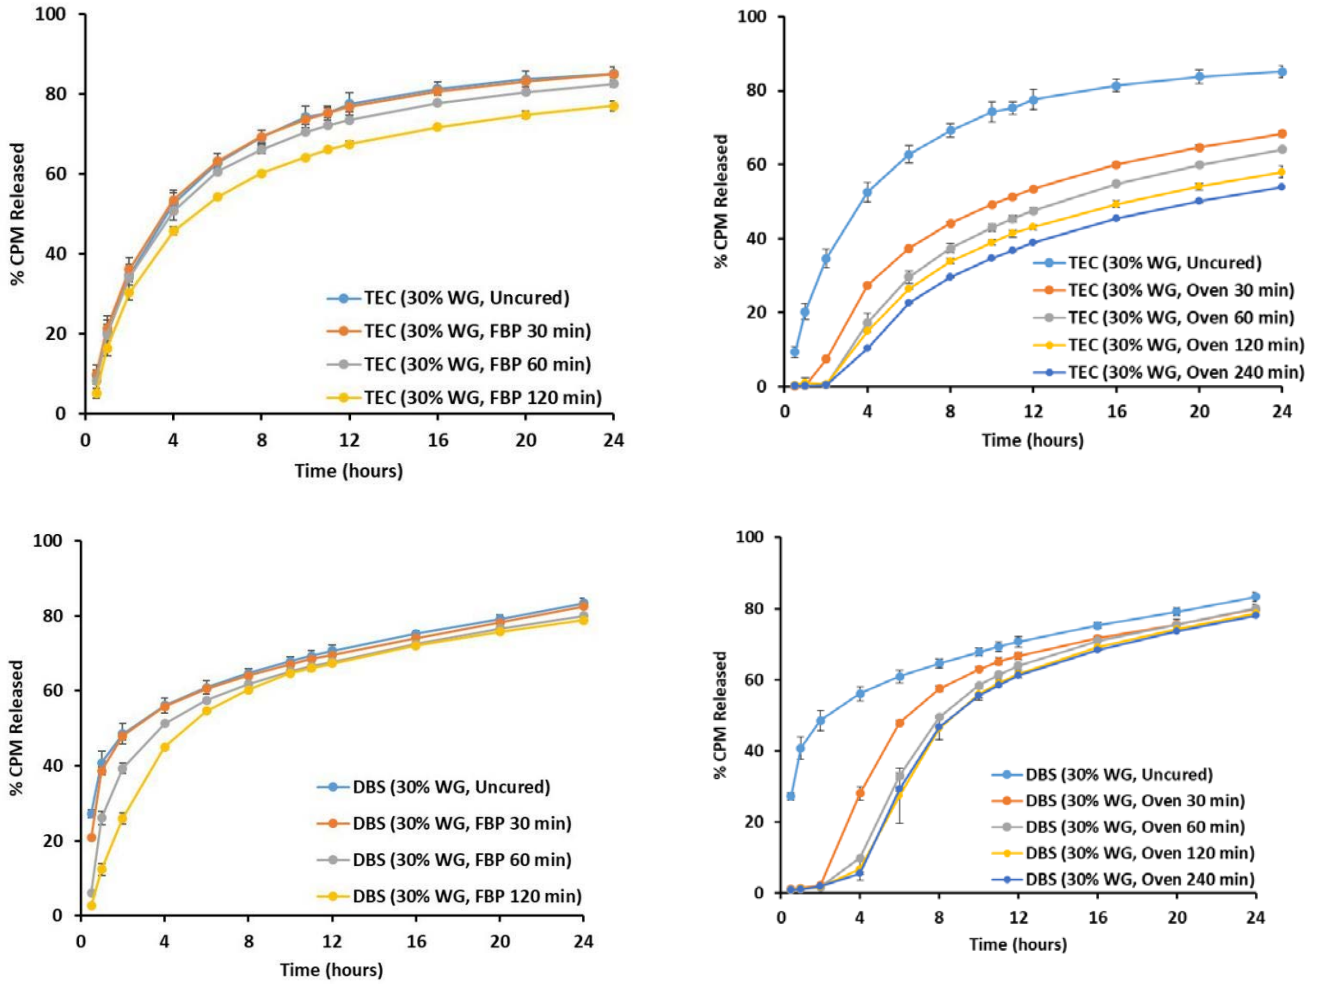 100
80
60
40
20
0
% CPM Released
TEC (30% WG, Uncured)
TEC (30% WG, FBP 30 min)
TEC (30% WG, FBP 60 min)
TEC (30% WG, FBP 120 min)
0 4 8 12 16 20 24
Time (hours)
100
80
60
40
20
0
% CPM Released
TEC (30% WG, Uncured)
TEC (30% WG, Oven 30 min)
TEC (30% WG, Oven 60 min)
TEC (30% WG, Oven 120 min)
TEC (30% WG, Oven 240 min)
0 4 8 12 16 20 24
Time (hours)
100
80
60
40
20
0
% CPM Released
DBS (30% WG, Uncured)
DBS (30% WG, FBP 30 min)
DBS (30% WG, FBP 60 min)
DBS (30% WG, FBP 120 min)
0 4 8 12 16 20 24
Time (hours)
100
80
60
40
20
0
% CPM Released
DBS (30% WG, Uncured)
DBS (30% WG, Oven 30 min)
DBS (30% WG, Oven 60 min)
DBS (30% WG, Oven 120 min)
DBS (30% WG, Oven 240 min)
0 4 8 12 16 20 24
Time (hours)